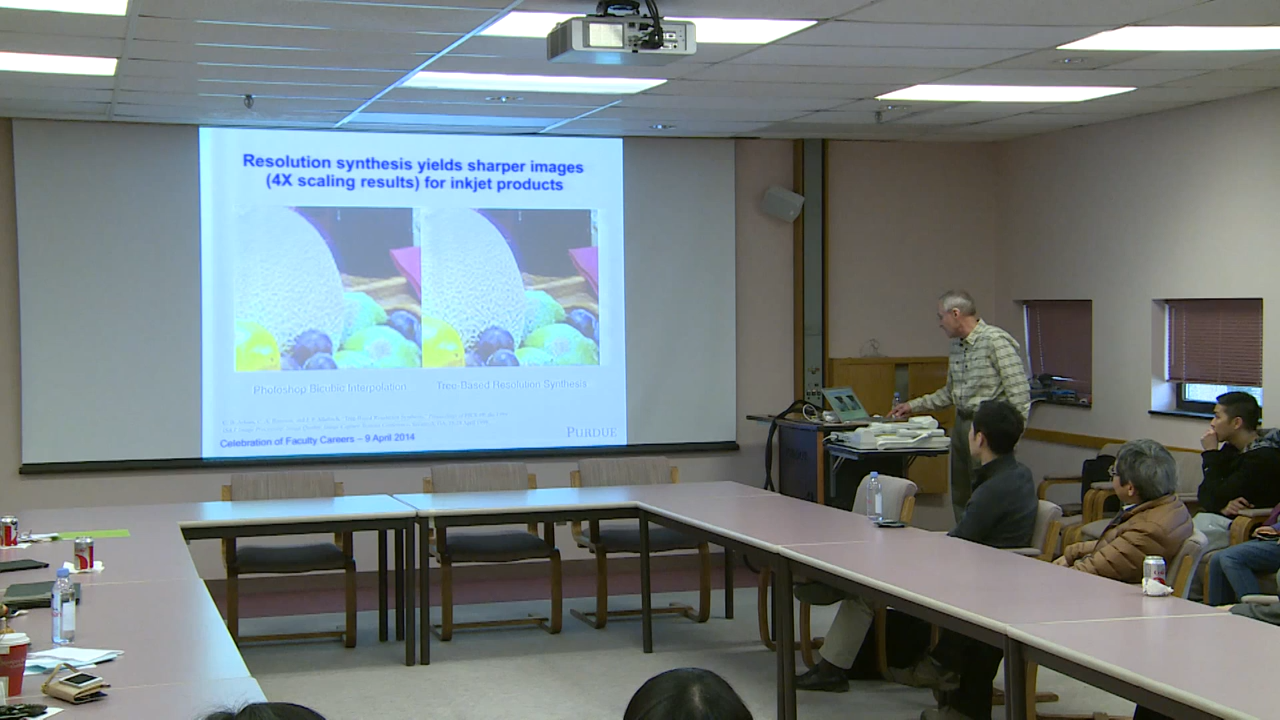 Resolution synthesis yields sharper images
(4X scaling results) for inkjet products
Photoshop Bicubic Interpolation
Tree-Based Resolution Synthesis
Celebration of Faculty Careers – 9 April 2014
PURDUE